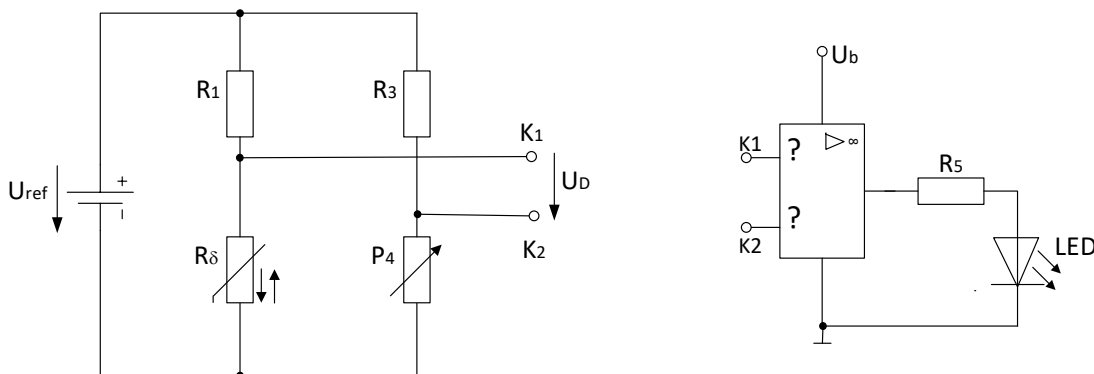 R1
R3
K1
Uref
+
−
UD
K2
Rδ
P4
Ub
K1
?
▷∞
R5
K2
?
LED